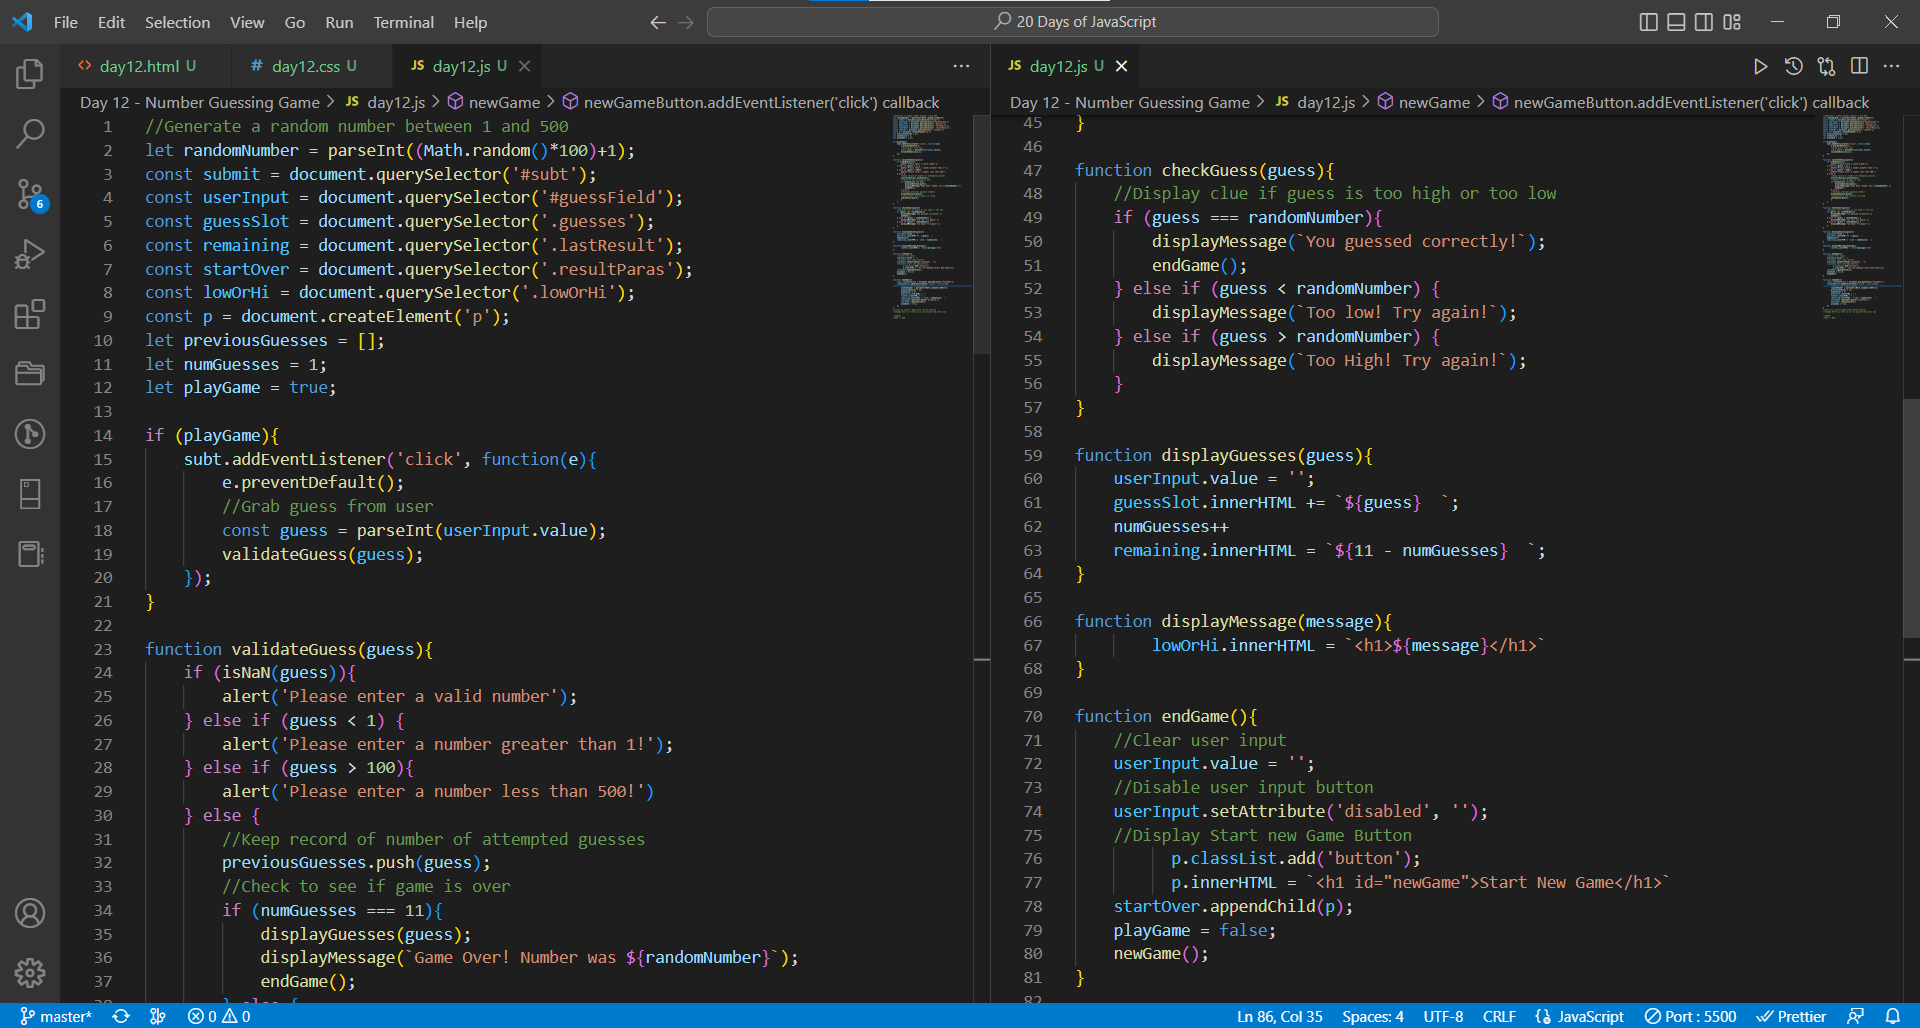 File Edit Selection View Go Run Terminal Help
20 Days of JavaScript
day12.html U
# day12.css U
JS day12.js U
Day 12 - Number Guessing Game > JS day12.js > newGame > newGameButton.addEventListener('click') callback
1 //Generate a random number between 1 and 500
2 let randomNumber = parseInt((Math.random()*100)+1);
3 const submit = document.querySelector('#subt');
4 const userInput = document.querySelector('#guessField');
5 const guessSlot = document.querySelector('.guesses');
6 const remaining = document.querySelector('.lastResult');
7 const startOver = document.querySelector('.resultParas');
8 const lowOrHi = document.querySelector('.lowOrHi');
9 const p = document.createElement('p');
10 let previousGuesses = [];
11 let numGuesses = 1;
12 let playGame = true;
13
14 if (playGame){
15 subt.addEventListener('click', function(e){
16 e.preventDefault();
17 //Grab guess from user
18 const guess = parseInt(userInput.value);
19 validateGuess(guess);
20 });
21 }
22
23 function validateGuess(guess){
24 if (isNaN(guess)){
25 alert('Please enter a valid number');
26 } else if (guess < 1) {
27 alert('Please enter a number greater than 1!');
28 } else if (guess > 100){
29 alert('Please enter a number less than 500!')
30 } else {
31 //Keep record of number of attempted guesses
32 previousGuesses.push(guess);
33 //Check to see if game is over
34 if (numGuesses === 11){
35 displayGuesses(guess);
36 displayMessage(`Game Over! Number was ${randomNumber}`);
37 endGame();
38 } else {
JS day12.js U
Day 12 - Number Guessing Game > JS day12.js > newGame > newGameButton.addEventListener('click') callback
45 }
46
47 function checkGuess(guess){
48 //Display clue if guess is too high or too low
49 if (guess === randomNumber){
50 displayMessage(`You guessed correctly!`);
51 endGame();
52 } else if (guess < randomNumber) {
53 displayMessage(`Too low! Try again!`);
54 } else if (guess > randomNumber) {
55 displayMessage(`Too High! Try again!`);
56 }
57 }
58
59 function displayGuesses(guess){
60 userInput.value = '';
61 guessSlot.innerHTML += `${guess}  `;
62 numGuesses++
63 remaining.innerHTML = `${11 - numGuesses}  `;
64 }
65
66 function displayMessage(message){
67 lowOrHi.innerHTML = `<h1>${message}</h1>`
68 }
69
70 function endGame(){
71 //Clear user input
72 userInput.value = '';
73 //Disable user input button
74 userInput.setAttribute('disabled', '');
75 //Display Start new Game Button
76 p.classList.add('button');
77 p.innerHTML = `<h1 id="newGame">Start New Game</h1>`
78 startOver.appendChild(p);
79 playGame = false;
80 newGame();
81 }
82
6
master* 0 0
Ln 86, Col 35 Spaces: 4 UTF-8 CRLF JavaScript Port : 5500 Prettier